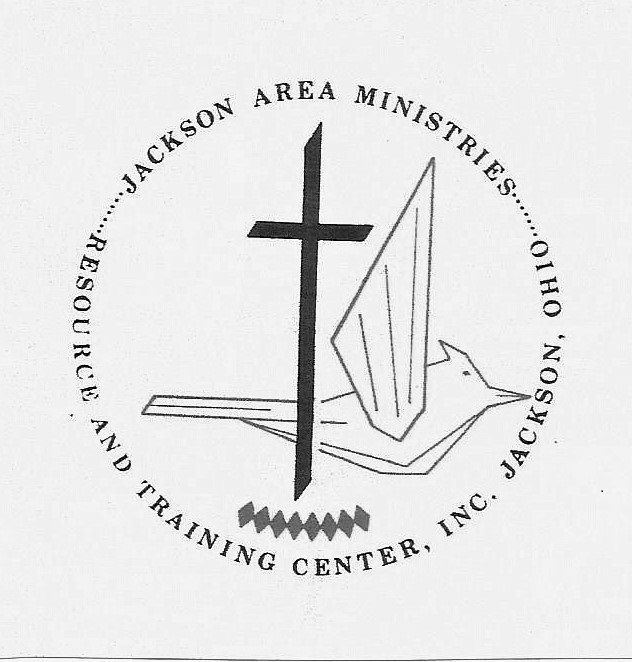 ........JACKSON AREA MINISTRIES........
RESOURCE AND TRAINING CENTER, INC. JACKSON, OHIO